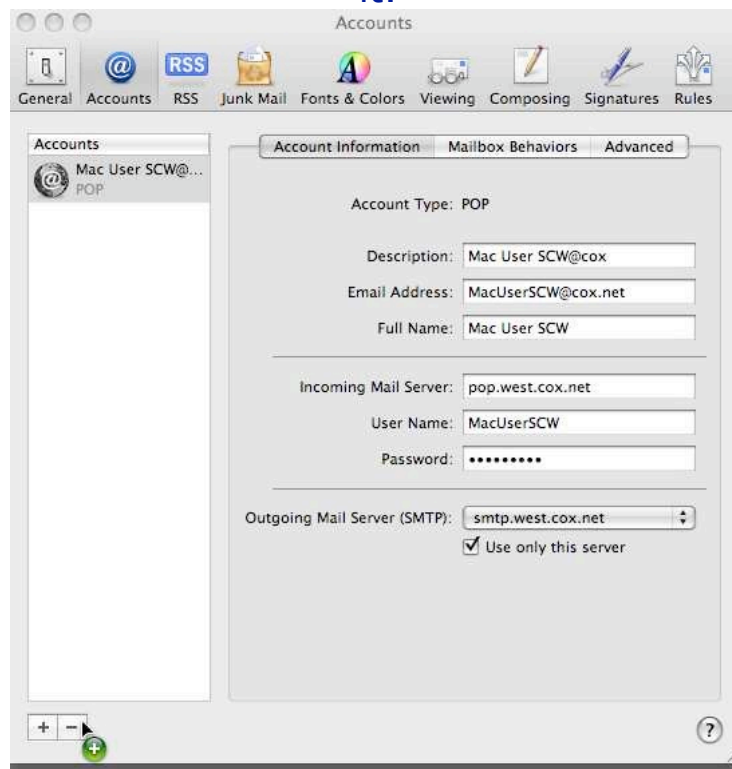 Accounts
RSS
General Accounts RSS Junk Mail Fonts & Colors Viewing Composing Signatures Rules
Accounts
Mac User SCW@...
POP
Account Information Mailbox Behaviors Advanced
Account Type: POP
Description: Mac User SCW@cox
Email Address: MacUserSCW@cox.net
Full Name: Mac User SCW
Incoming Mail Server: pop.west.cox.net
User Name: MacUserSCW
Password: •••••••••
Outgoing Mail Server (SMTP): smtp.west.cox.net
Use only this server
+ - ?